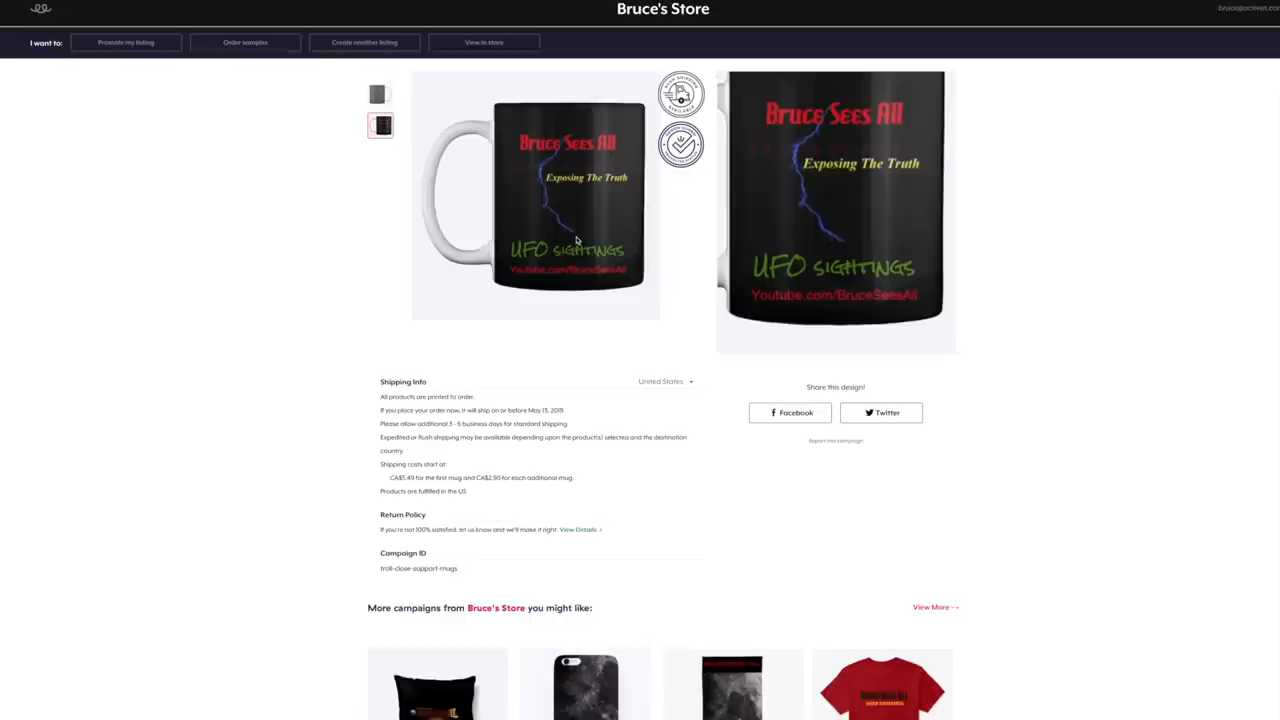 Bruce's Store
I want to:
Promote my listing
Order samples
Create another listing
View in store
Bruce Sees All
Exposing The Truth
UFO SIGHTINGS
Youtube.com/BruceSeesAll
Bruce Sees All
Exposing The Truth
UFO SIGHTINGS
Youtube.com/BruceSeesAll
Shipping Info
United States
All products are printed to order.
If you place your order now, it will ship on or before May 13, 2019.
Please allow additional 3 - 6 business days for standard shipping.
Expedited or Rush shipping may be available depending upon the product(s) selected and the destination
country.
Shipping costs start at:
CA$5.49 for the first mug and CA$2.50 for each additional mug.
Products are fulfilled in the US
Return Policy
If you're not 100% satisfied, let us know and we'll make it right. View Details
Campaign ID
troll-close-support-mugs
Share this design!
Facebook
Twitter
Report this campaign
More campaigns from Bruce's Store you might like:
View More